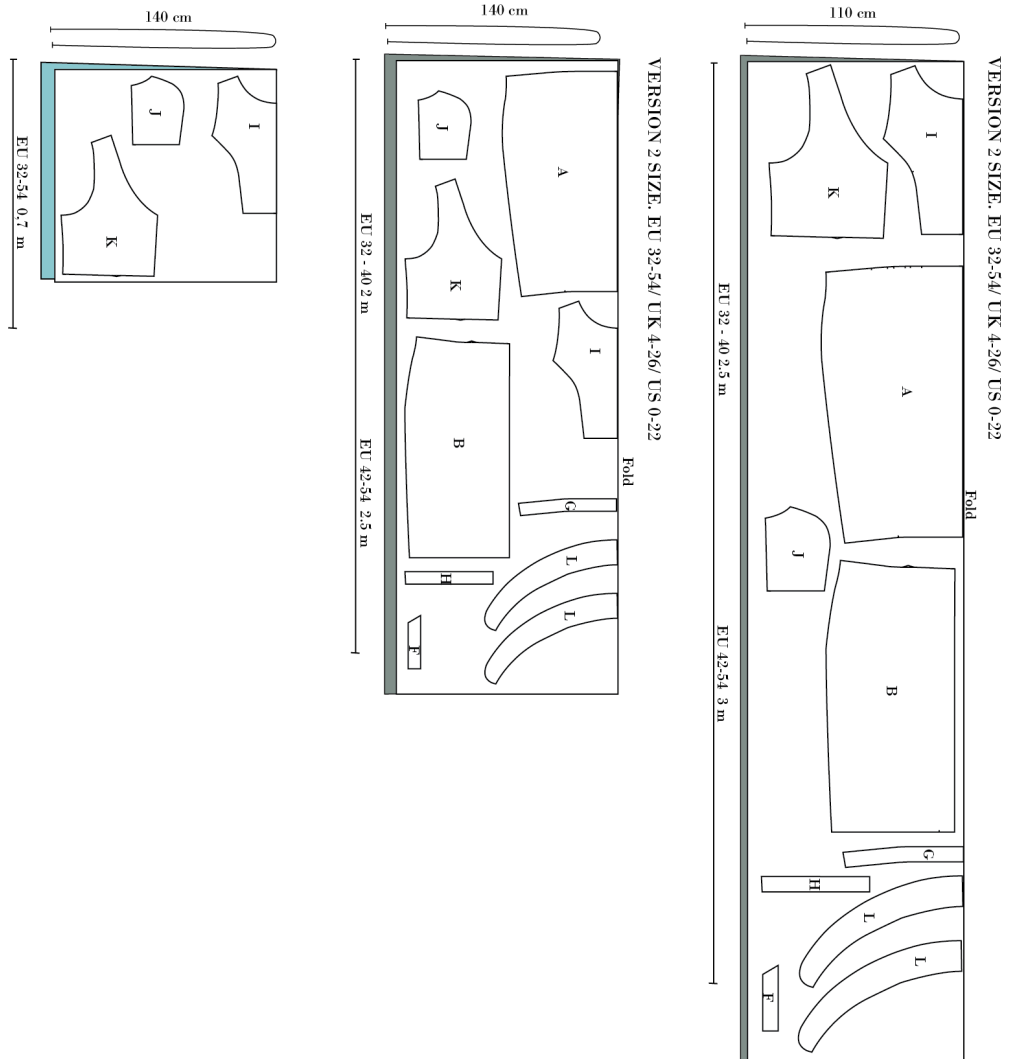 140 cm
EU 32-54 0.7 m
J
I
K
140 cm
VERSION 2 SIZE. EU 32-54/ UK 4-26/ US 0-22
EU 32 - 40 2 m
EU 42-54 2.5 m
Fold
A
J
K
I
B
G
L
H
L
F
110 cm
VERSION 2 SIZE. EU 32-54/ UK 4-26/ US 0-22
EU 32 - 40 2.5 m
EU 42-54 3 m
Fold
I
K
A
J
B
G
H
L
L
F